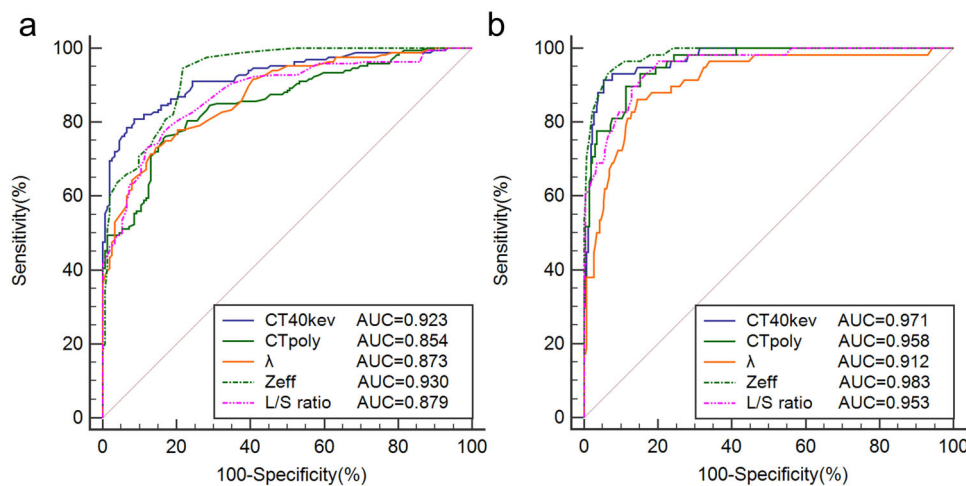 a
100
80
60
40
20
0
Sensitivity(%)
CT40kev AUC=0.923
CTpoly AUC=0.854
λ AUC=0.873
Zeff AUC=0.930
L/S ratio AUC=0.879
0 20 40 60 80 100
100-Specificity(%)
b
100
80
60
40
20
0
Sensitivity(%)
CT40kev AUC=0.971
CTpoly AUC=0.958
λ AUC=0.912
Zeff AUC=0.983
L/S ratio AUC=0.953
0 20 40 60 80 100
100-Specificity(%)